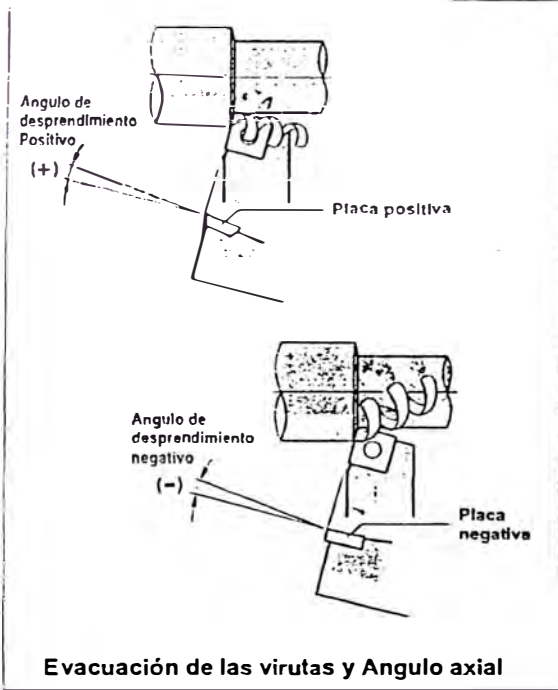 Angulo de
desprendimiento
Positivo
(+)
Placa positiva
Angulo de
desprendimiento
negativo
(-)
Placa
negativa
Evacuación de las virutas y Angulo axial